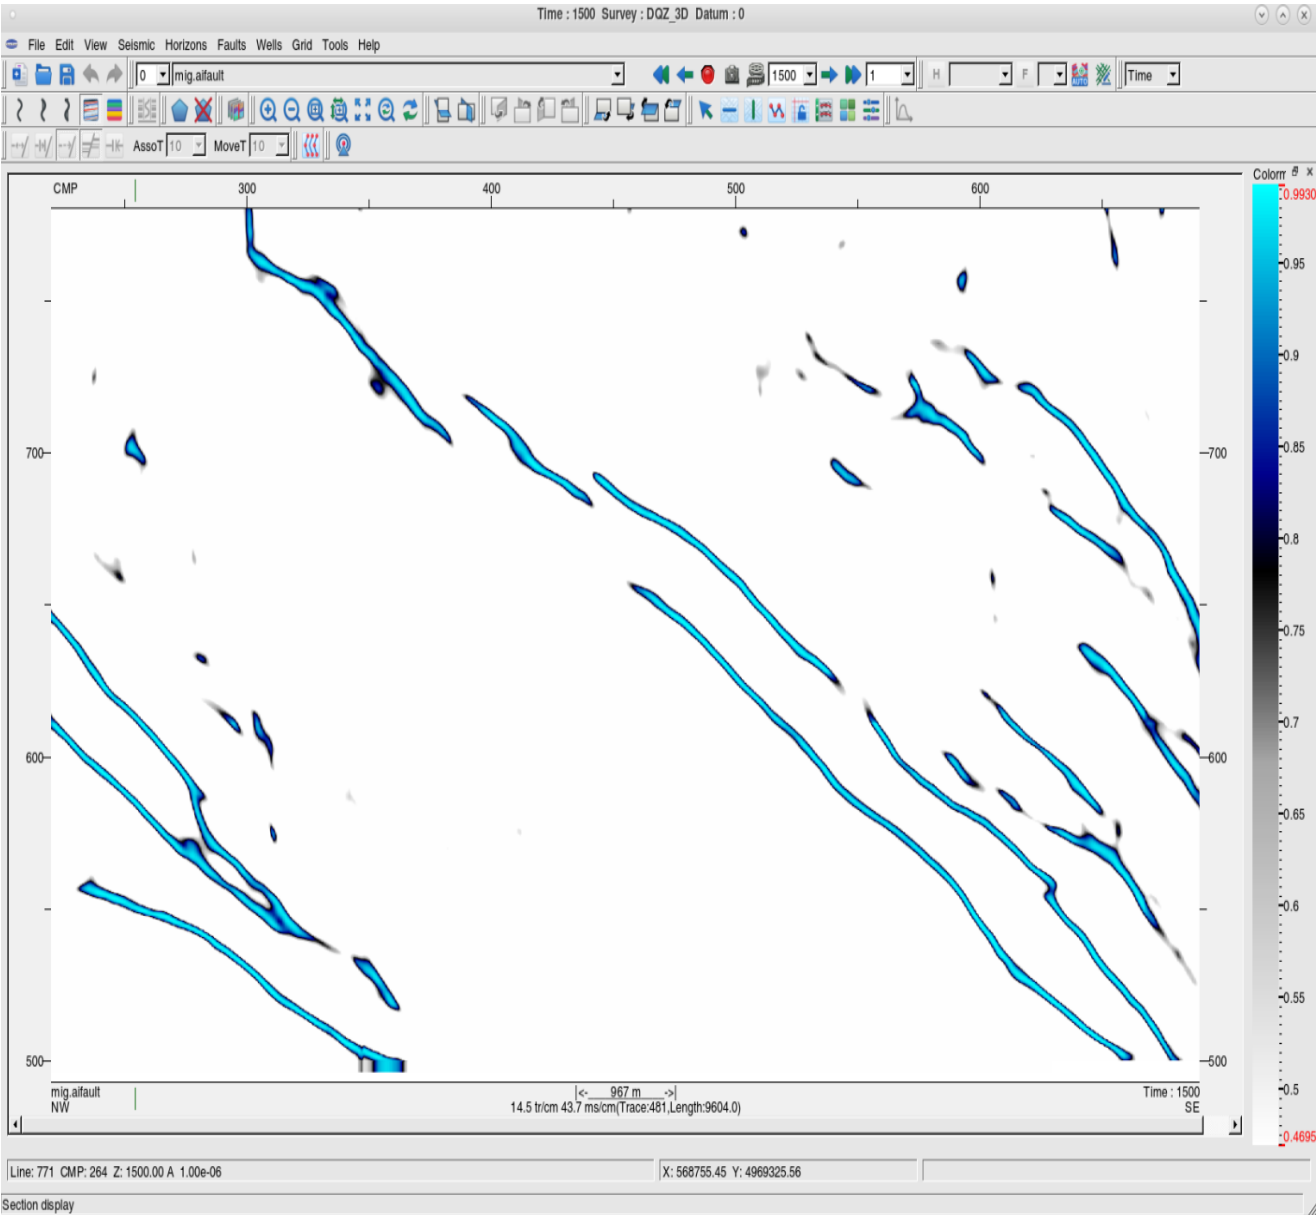 Time : 1500 Survey : DQZ_3D Datum : 0
File Edit View Seismic Horizons Faults Wells Grid Tools Help
0 mig.aifault 1500 1 H F AUTO Time
AssoT 10 MoveT 10
CMP 300 400 500 600
Colorr
0.9930
0.95
0.9
0.85
0.8
0.75
0.7
0.65
0.6
0.55
0.5
0.4695
700 700
600 600
500 500
mig.aifault |<- 967 m ->| Time : 1500
NW 14.5 tr/cm 43.7 ms/cm(Trace:481,Length:9604.0) SE
Line: 771 CMP: 264 Z: 1500.00 A 1.00e-06 X: 568755.45 Y: 4969325.56
Section display